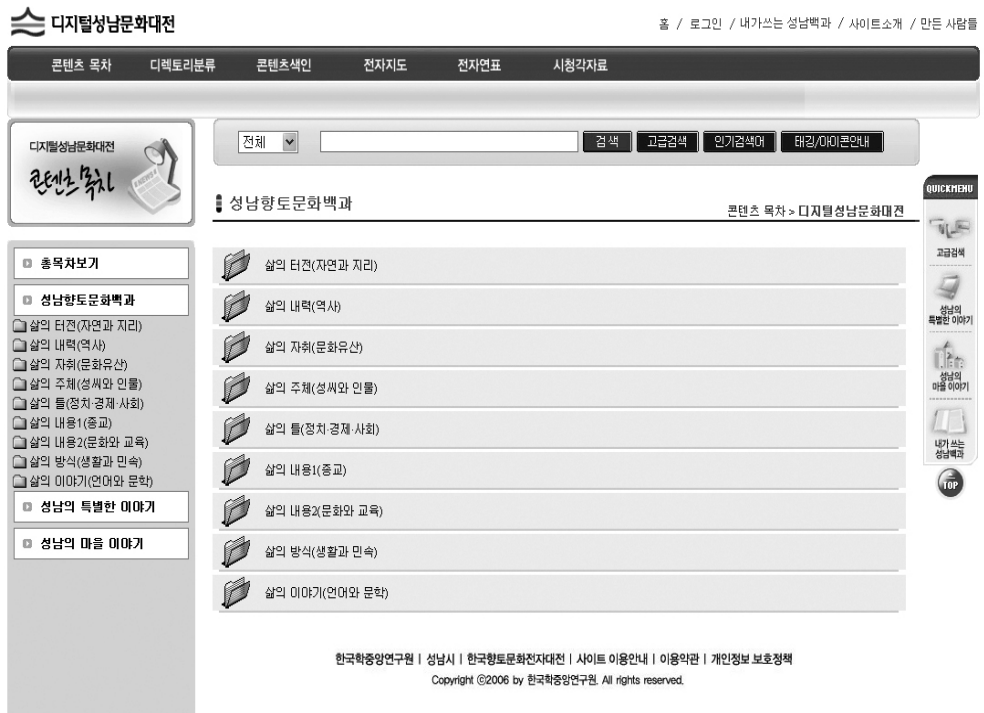 디지털성남문화대전
홈 / 로그인 / 내가쓰는 성남백과 / 사이트소개 / 만든 사람들
콘텐츠 목차 디렉토리분류 콘텐츠색인 전자지도 전자연표 시청각자료
디지털성남문화대전
콘텐츠 목차
NEWS
전체 검색 고급검색 인기검색어 태깅/아이콘안내
성남향토문화백과
콘텐츠 목차 > 디지털성남문화대전
총목차보기
성남향토문화백과
삶의 터전(자연과 지리)
삶의 내력(역사)
삶의 자취(문화유산)
삶의 주체(성씨와 인물)
삶의 틀(정치·경제·사회)
삶의 내용1(종교)
삶의 내용2(문화와 교육)
삶의 방식(생활과 민속)
삶의 이야기(언어와 문학)
성남의 특별한 이야기
성남의 마을 이야기
삶의 터전(자연과 지리)
삶의 내력(역사)
삶의 자취(문화유산)
삶의 주체(성씨와 인물)
삶의 틀(정치·경제·사회)
삶의 내용1(종교)
삶의 내용2(문화와 교육)
삶의 방식(생활과 민속)
삶의 이야기(언어와 문학)
QUICKMENU
고급검색
성남의
특별한 이야기
성남의
마을 이야기
내가 쓰는
성남백과
TOP
한국학중앙연구원 | 성남시 | 한국향토문화전자대전 | 사이트 이용안내 | 이용약관 | 개인정보 보호정책
Copyright ©2006 by 한국학중앙연구원. All rights reserved.